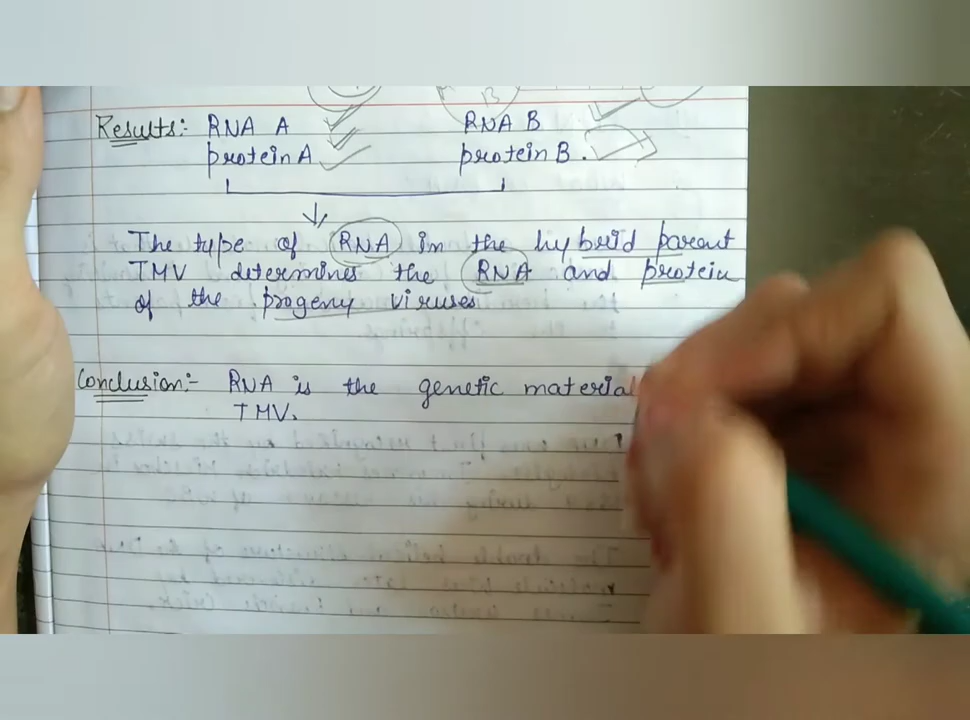 B
Results:- RNA A RNA B
protein A protein B.
The type of RNA in the hybrid parent
TMV determines the RNA and protein
of the progeny viruses
Conclusion:- RNA is the genetic material
TMV.